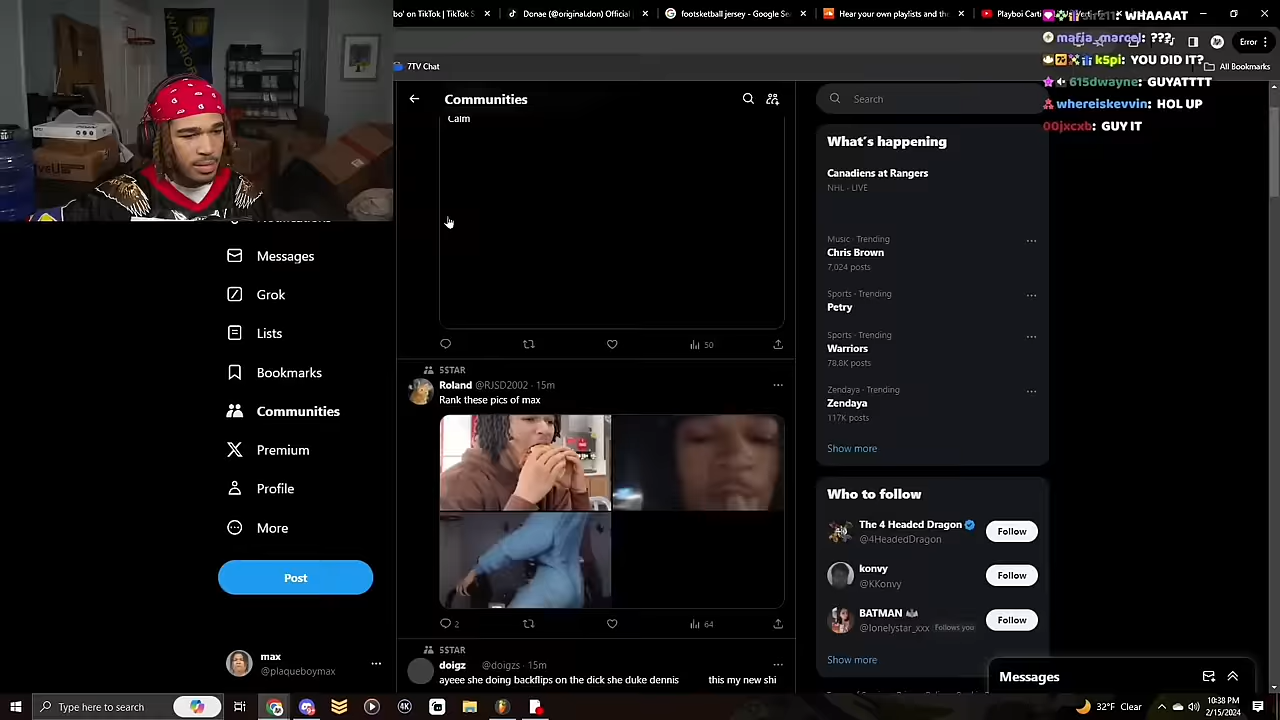 bo' on TikTok | TikTok S
Donae (@original.don) Official
footsketball jersey - Google Se
Hear your own playlists and the
Playboi Carti
7TV Chat
Error
All Bookmarks
WHAAAAT
mafia_marcel: ???
k5pi: YOU DID IT?
615dwayne: GUYATTTT
whereiskevvin: HOL UP
00jxcxb: GUY IT
WARRIORS
Communities
Calm
50
Messages
Grok
Lists
Bookmarks
Communities
Premium
Profile
More
Post
max
@plaqueboymax
5STAR
Roland @RJSD2002 · 15m
Rank these pics of max
2
64
5STAR
doigz @doigzs · 15m
ayeee she doing backflips on the dick she duke dennis this my new shi
Search
What's happening
Canadiens at Rangers
NHL · LIVE
Music · Trending
Chris Brown
7,024 posts
Sports · Trending
Petry
Sports · Trending
Warriors
78.8K posts
Zendaya · Trending
Zendaya
117K posts
Show more
Who to follow
The 4 Headed Dragon
@4HeadedDragon
Follow
konvy
@KKonvy
Follow
BATMAN
@lonelystar_xxx Follows you
Follow
Show more
Messages
Type here to search
32°F Clear
10:38 PM
2/15/2024